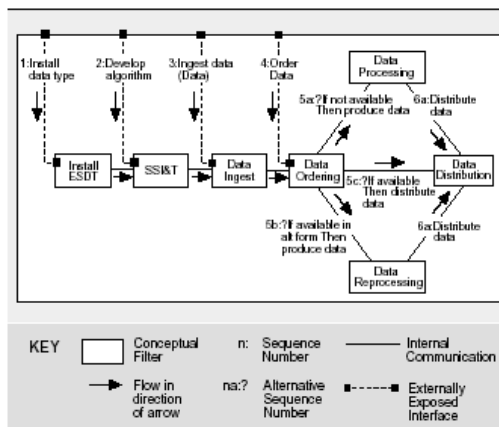 1:Install
data type
2:Develop
algorithm
3:Ingest data
(Data)
4:Order
Data
Data
Processing
5a:?If not available
Then produce data
6a:Distribute
data
Install
ESDT
SSI&T
Data
Ingest
Data
Ordering
Data
Distribution
5c:?If available
Then distribute
data
5b:?If available in
alt form Then
produce data
6a:Distribute
data
Data
Reprocessing
KEY
Conceptual
Filter
n: Sequence
Number
Internal
Communication
Flow in
direction
of arrow
na:? Alternative
Sequence
Number
Externally
Exposed
Interface